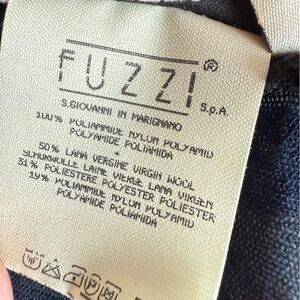 FUZZI®
S.p.A.
S.GIOVANNI IN MARIGNANO
100% POLIAMMIDE NYLON POLYAMID
POLYAMIDE POLIAMIDA
50% LANA VERGINE VIRGIN WOOL
SCHURWOLLE LAINE VIERGE LANA VIRGEN
31% POLIESTERE POLYESTER POLIESTER
19% POLIAMMIDE NYLON POLYAMID
POLYAMIDE POLIAMIDA